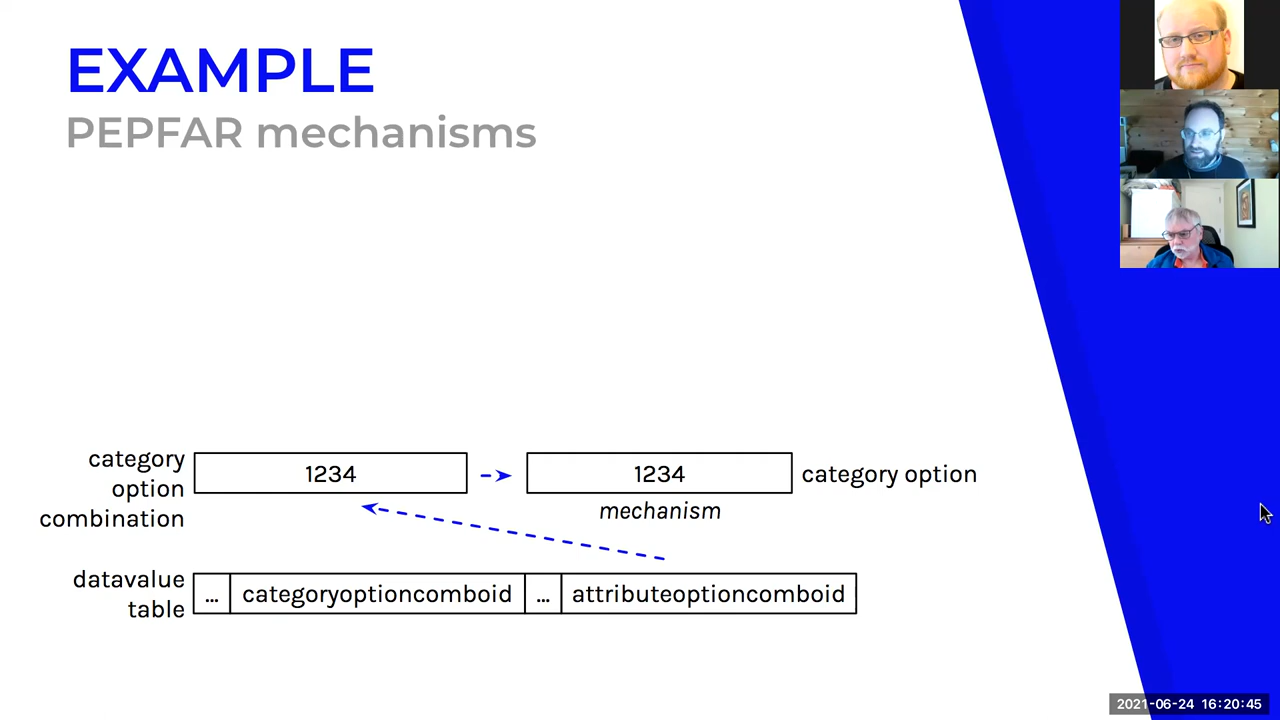 EXAMPLE
PEPFAR mechanisms
category
option
combination
1234
1234
category option
mechanism
datavalue
table
... categoryoptioncomboid ... attributeoptioncomboid
2021-06-24 16:20:45